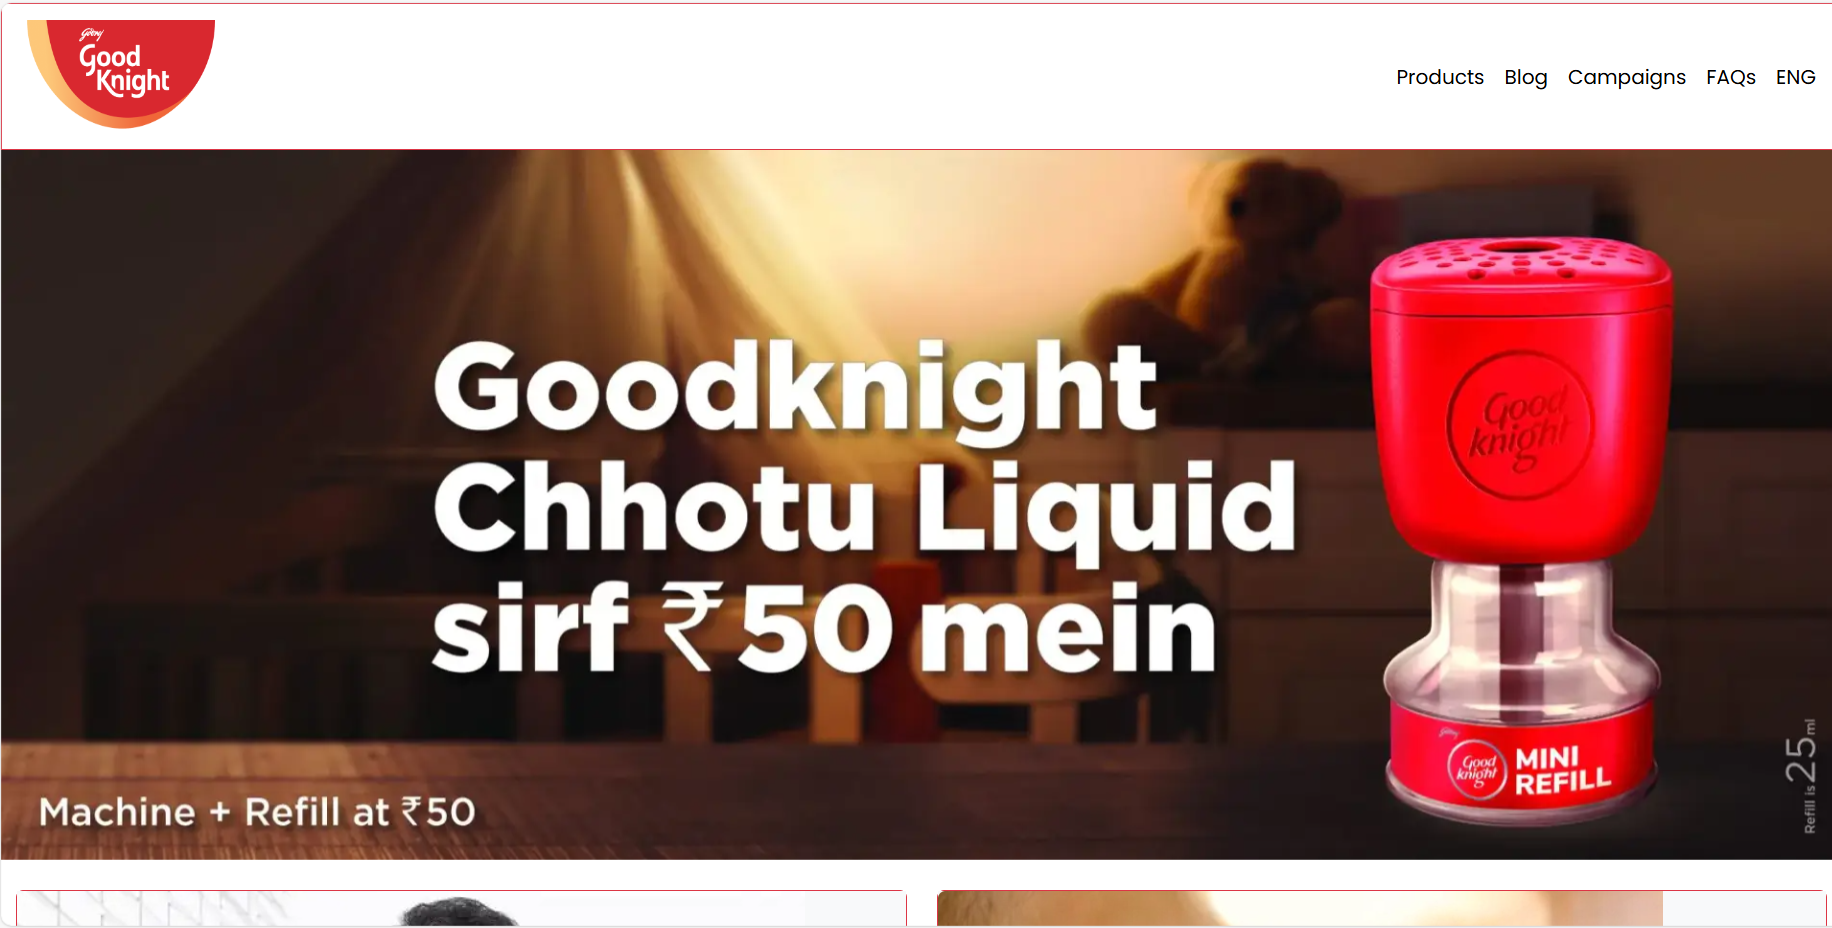 Godrej
Good
Knight
Products Blog Campaigns FAQs ENG
Goodknight
Chhotu Liquid
sirf ₹50 mein
Good
knight
Godrej
Good
knight
MINI
REFILL
Refill is 25ml
Machine + Refill at ₹50